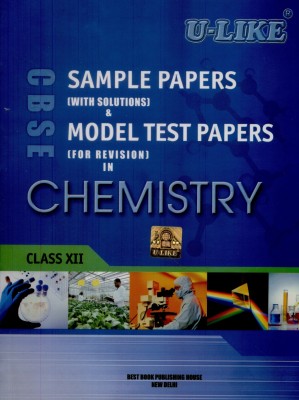 U-LIKE®
CBSE
SAMPLE PAPERS
(WITH SOLUTIONS)
&
MODEL TEST PAPERS
(FOR REVISION)
IN
CHEMISTRY
CLASS XII
BEST BOOK PUBLISHING HOUSE
NEW DELHI